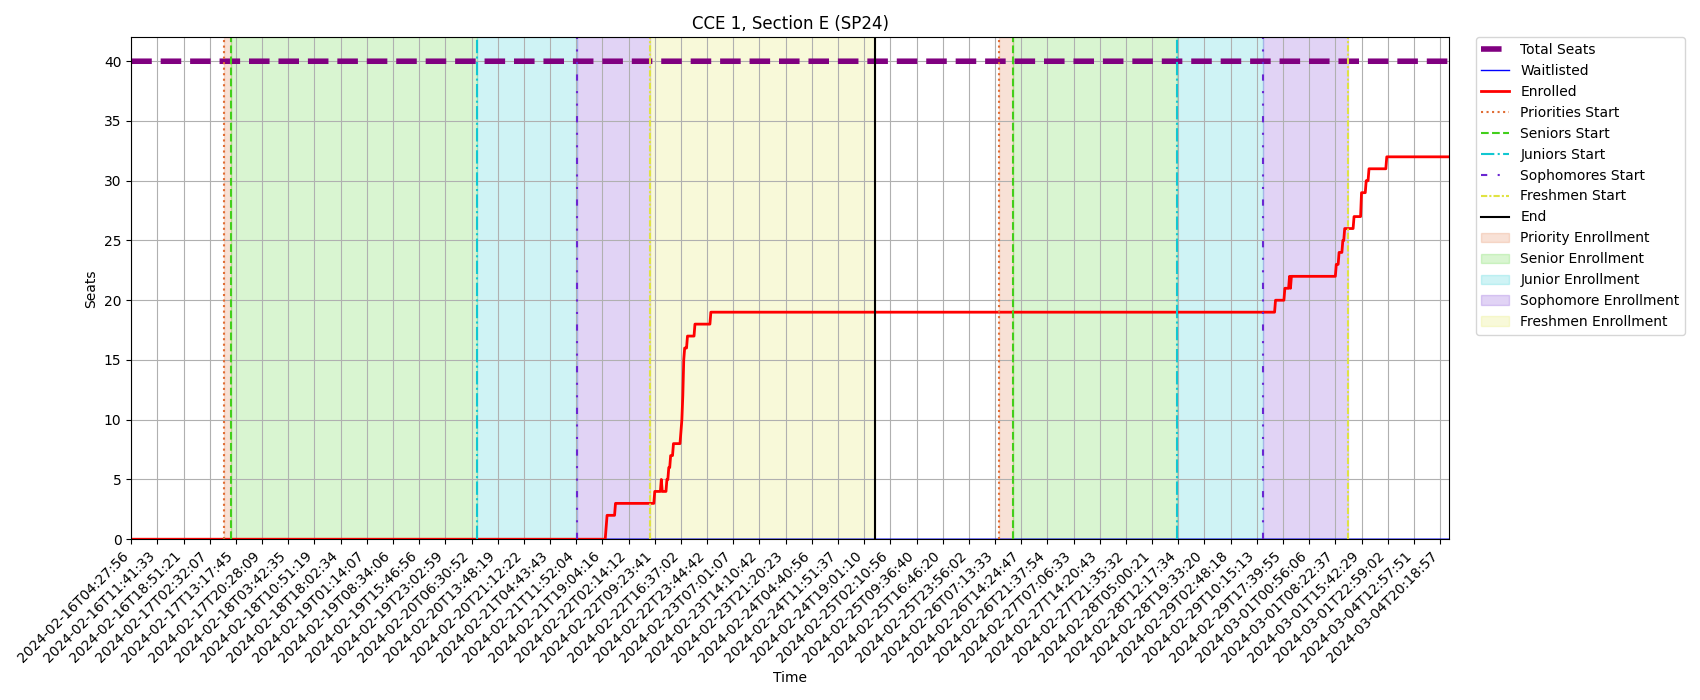 CCE 1, Section E (SP24)
Seats
40
35
30
25
20
15
10
5
0
2024-02-16T04:27:56
2024-02-16T11:41:33
2024-02-16T18:51:21
2024-02-17T02:32:07
2024-02-17T13:17:45
2024-02-17T20:28:09
2024-02-18T03:42:35
2024-02-18T10:51:19
2024-02-18T18:02:34
2024-02-19T01:14:07
2024-02-19T08:34:06
2024-02-19T15:46:56
2024-02-19T23:02:59
2024-02-20T06:30:52
2024-02-20T13:48:19
2024-02-20T21:12:22
2024-02-21T04:43:43
2024-02-21T11:52:04
2024-02-21T19:04:16
2024-02-22T02:14:12
2024-02-22T09:23:41
2024-02-22T16:37:02
2024-02-22T23:44:42
2024-02-23T07:01:07
2024-02-23T14:10:42
2024-02-23T21:20:23
2024-02-24T04:40:56
2024-02-24T11:51:37
2024-02-24T19:01:10
2024-02-25T02:10:56
2024-02-25T09:36:40
2024-02-25T16:46:20
2024-02-25T23:56:02
2024-02-26T07:13:33
2024-02-26T14:24:47
2024-02-26T21:37:54
2024-02-27T07:06:33
2024-02-27T14:20:43
2024-02-27T21:35:32
2024-02-28T05:00:21
2024-02-28T12:17:34
2024-02-28T19:33:20
2024-02-29T02:48:18
2024-02-29T10:15:13
2024-02-29T17:39:55
2024-03-01T00:56:06
2024-03-01T08:22:37
2024-03-01T15:42:29
2024-03-01T22:59:02
2024-03-04T12:57:51
2024-03-04T20:18:57
Time
Total Seats
Waitlisted
Enrolled
Priorities Start
Seniors Start
Juniors Start
Sophomores Start
Freshmen Start
End
Priority Enrollment
Senior Enrollment
Junior Enrollment
Sophomore Enrollment
Freshmen Enrollment